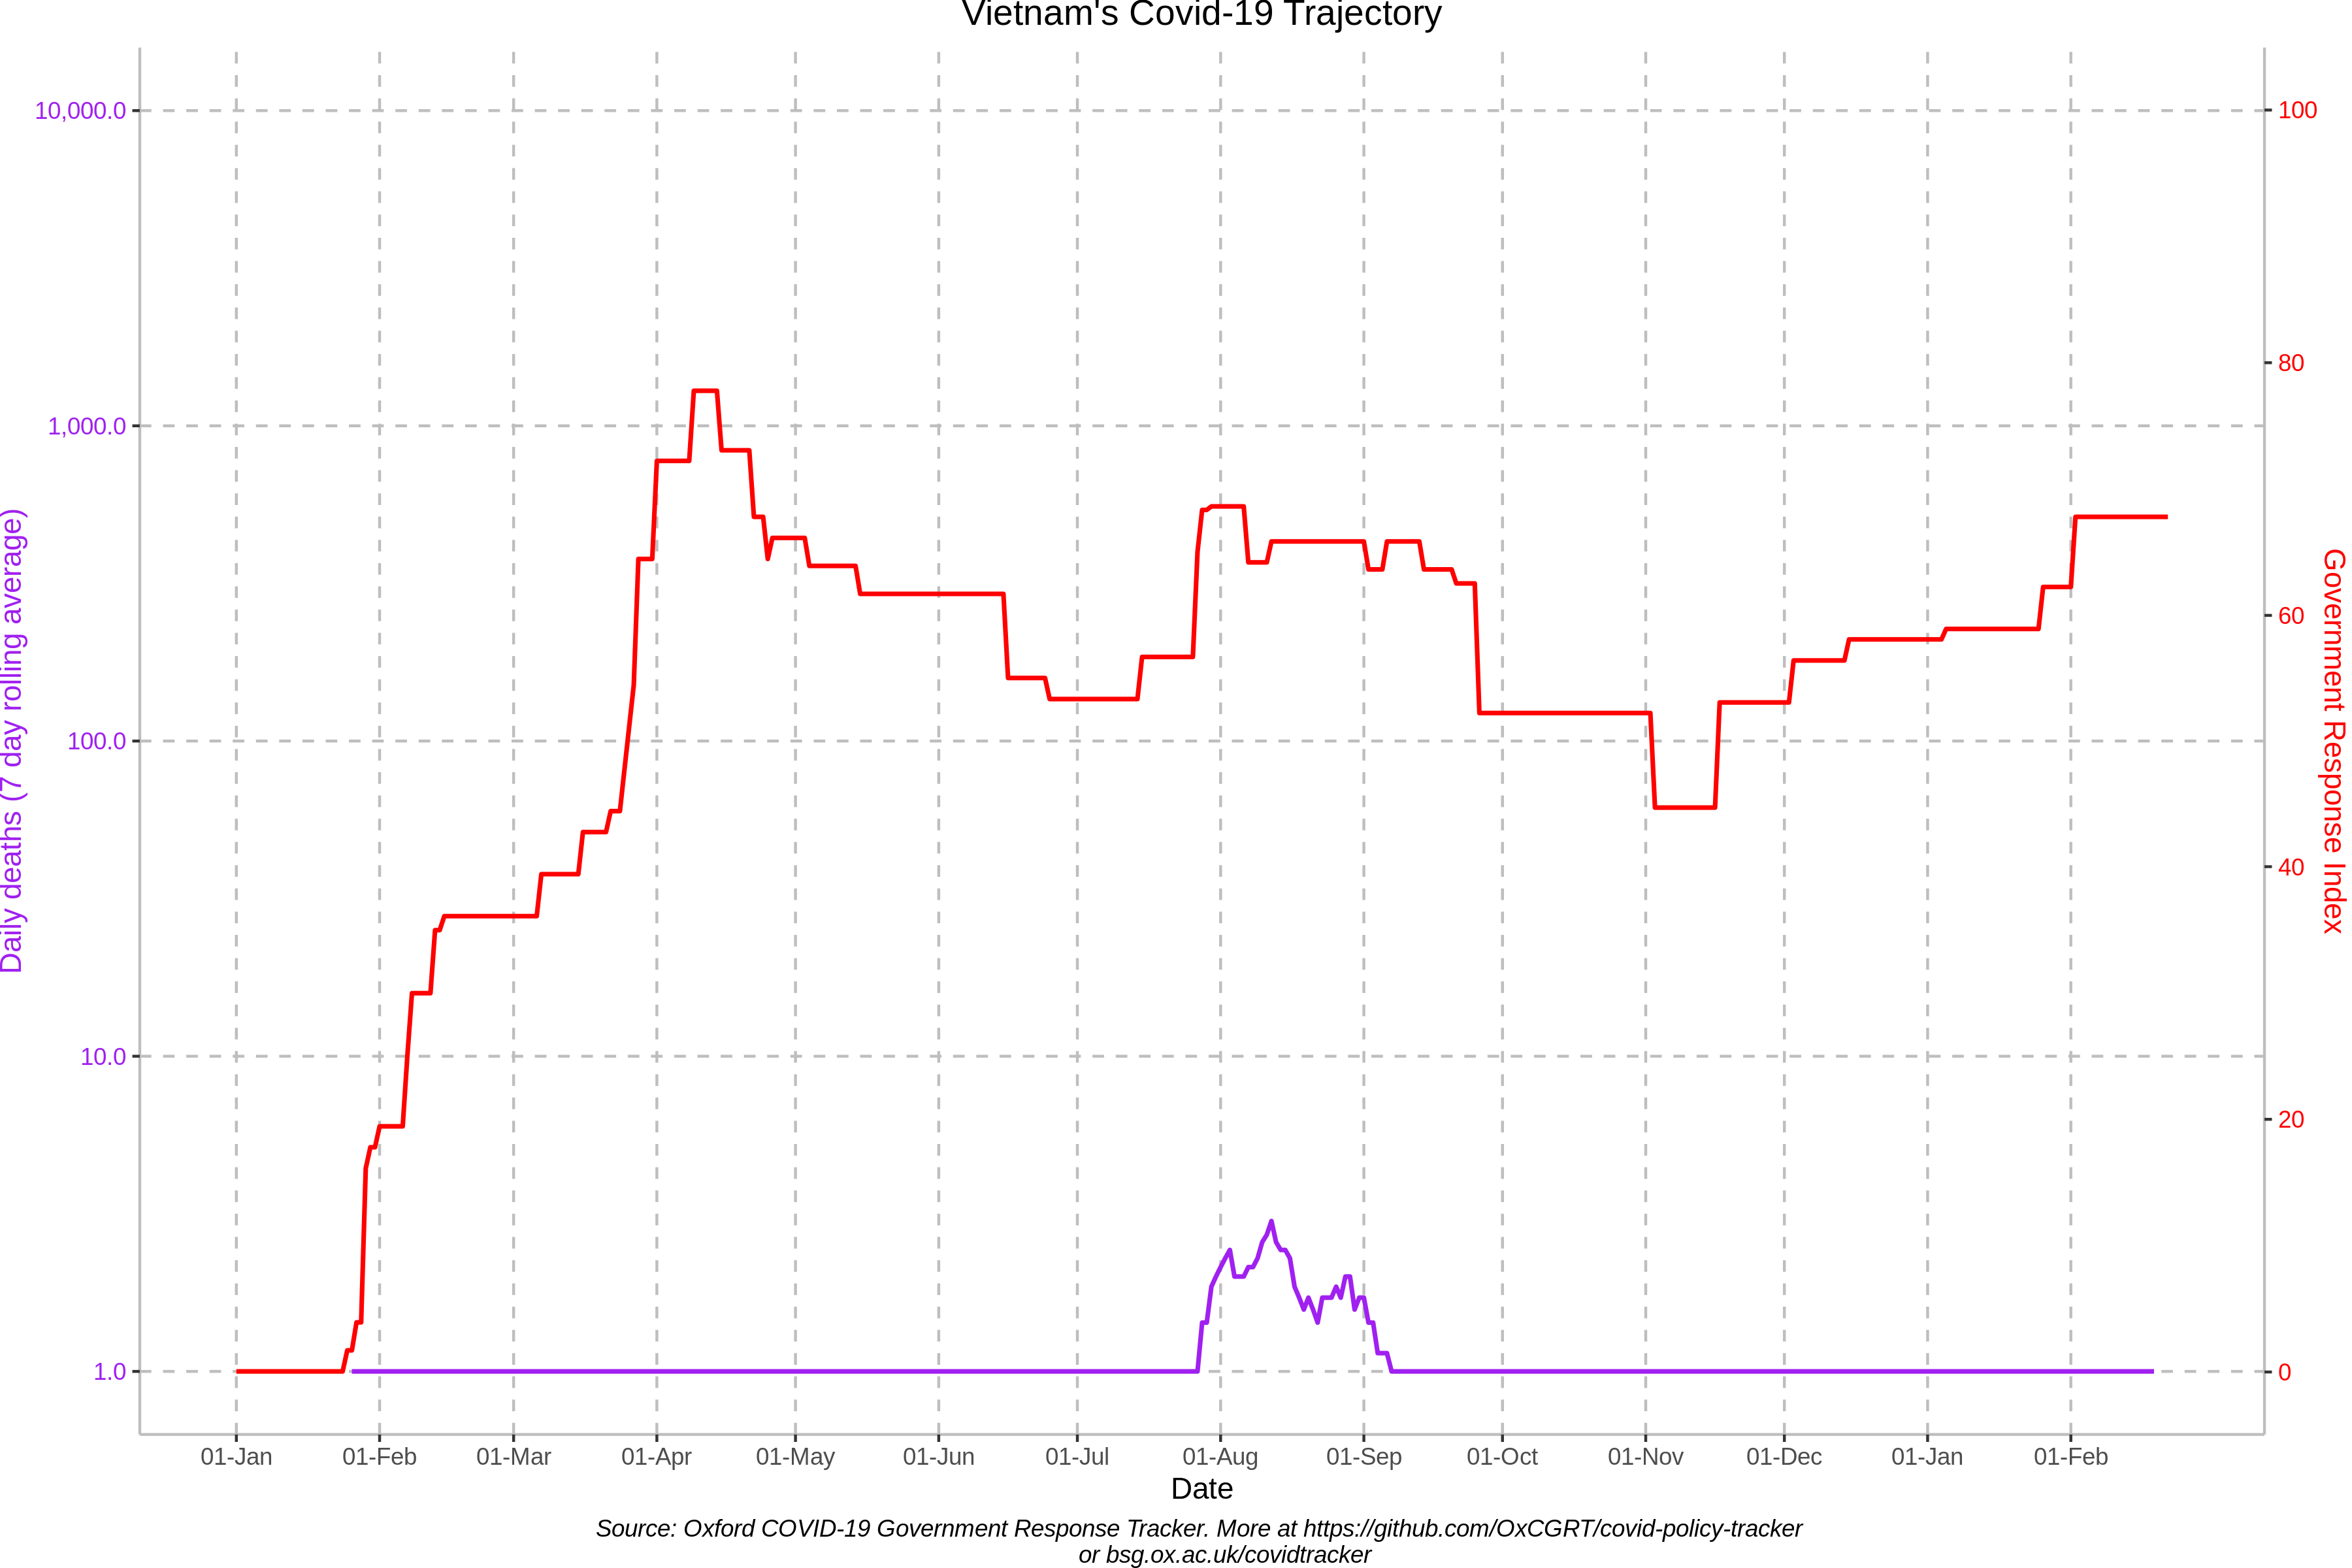 Vietnam's Covid-19 Trajectory
10,000.0
1,000.0
100.0
10.0
1.0
Daily deaths (7 day rolling average)
100
80
60
40
20
0
Government Response Index
01-Jan 01-Feb 01-Mar 01-Apr 01-May 01-Jun 01-Jul 01-Aug 01-Sep 01-Oct 01-Nov 01-Dec 01-Jan 01-Feb
Date
Source: Oxford COVID-19 Government Response Tracker. More at https://github.com/OxCGRT/covid-policy-tracker
or bsg.ox.ac.uk/covidtracker